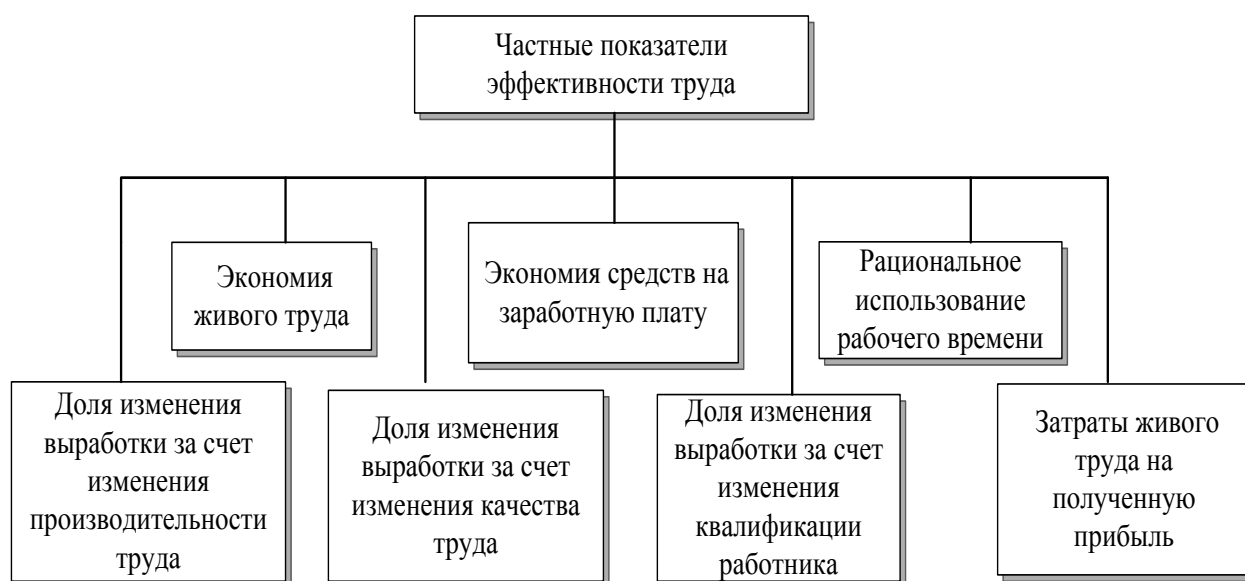 Частные показатели
эффективности труда
Экономия
живого труда
Экономия средств на
заработную плату
Рациональное
использование
рабочего времени
Доля изменения
выработки за счет
изменения
производительности
труда
Доля изменения
выработки за счет
изменения качества
труда
Доля изменения
выработки за счет
изменения
квалификации
работника
Затраты живого
труда на
полученную
прибыль